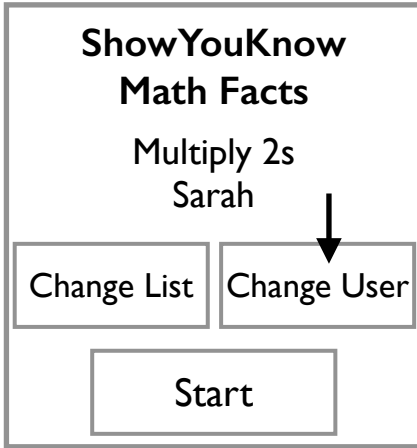 ShowYouKnow
Math Facts
Multiply 2s
Sarah
Change List
Change User
Start